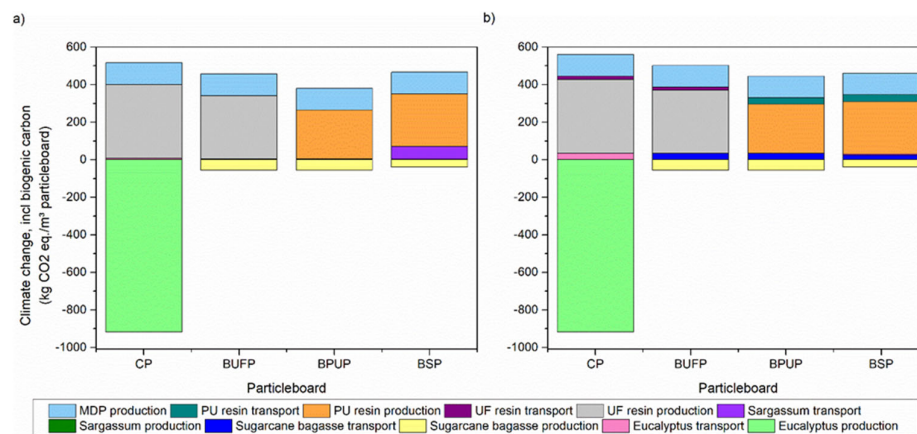 a)
b)
Climate change, incl biogenic carbon
(kg CO2 eq./m³ particleboard)
600
400
200
0
-200
-400
-600
-800
-1000
CP
BUFP
BPUP
BSP
Particleboard
600
400
200
0
-200
-400
-600
-800
-1000
CP
BUFP
BPUP
BSP
Particleboard
MDP production PU resin transport PU resin production UF resin transport UF resin production Sargassum transport
Sargassum production Sugarcane bagasse transport Sugarcane bagasse production Eucalyptus transport Eucalyptus production